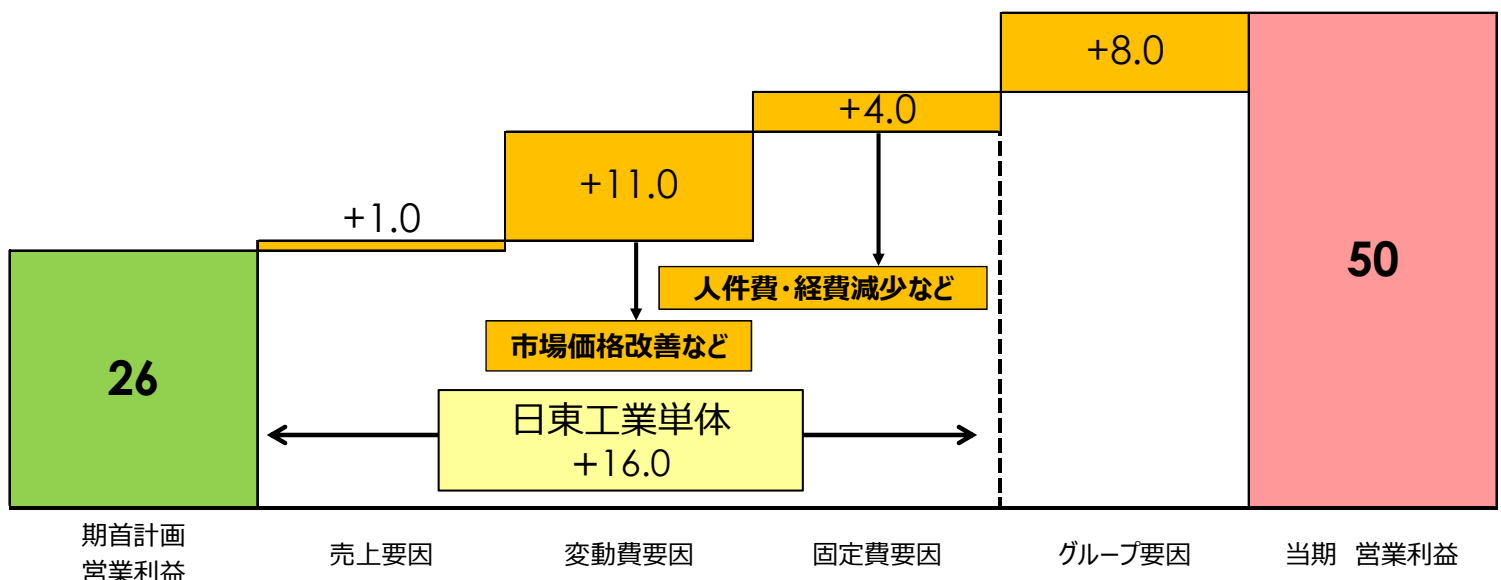 +8.0
+4.0
+11.0
+1.0
50
人件費・経費減少など
市場価格改善など
26
日東工業単体
+16.0
期首計画
営業利益
売上要因
変動費要因
固定費要因
グループ要因
当期 営業利益